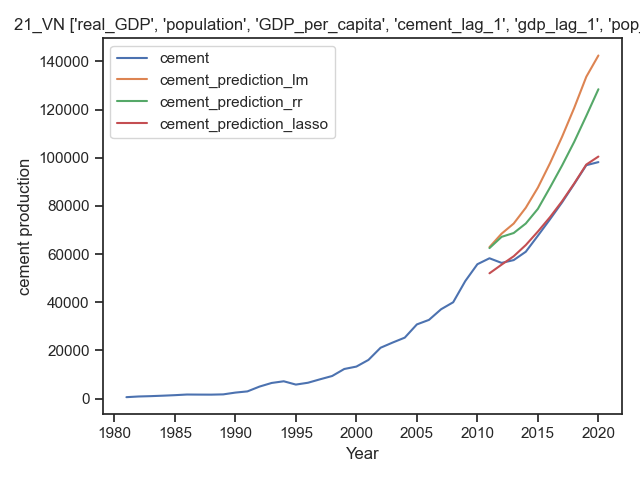 21_VN ['real_GDP', 'population', 'GDP_per_capita', 'cement_lag_1', 'gdp_lag_1', 'pop_
cement
cement_prediction_lm
cement_prediction_rr
cement_prediction_lasso
140000
120000
100000
80000
60000
40000
20000
0
cement production
1980 1985 1990 1995 2000 2005 2010 2015 2020
Year